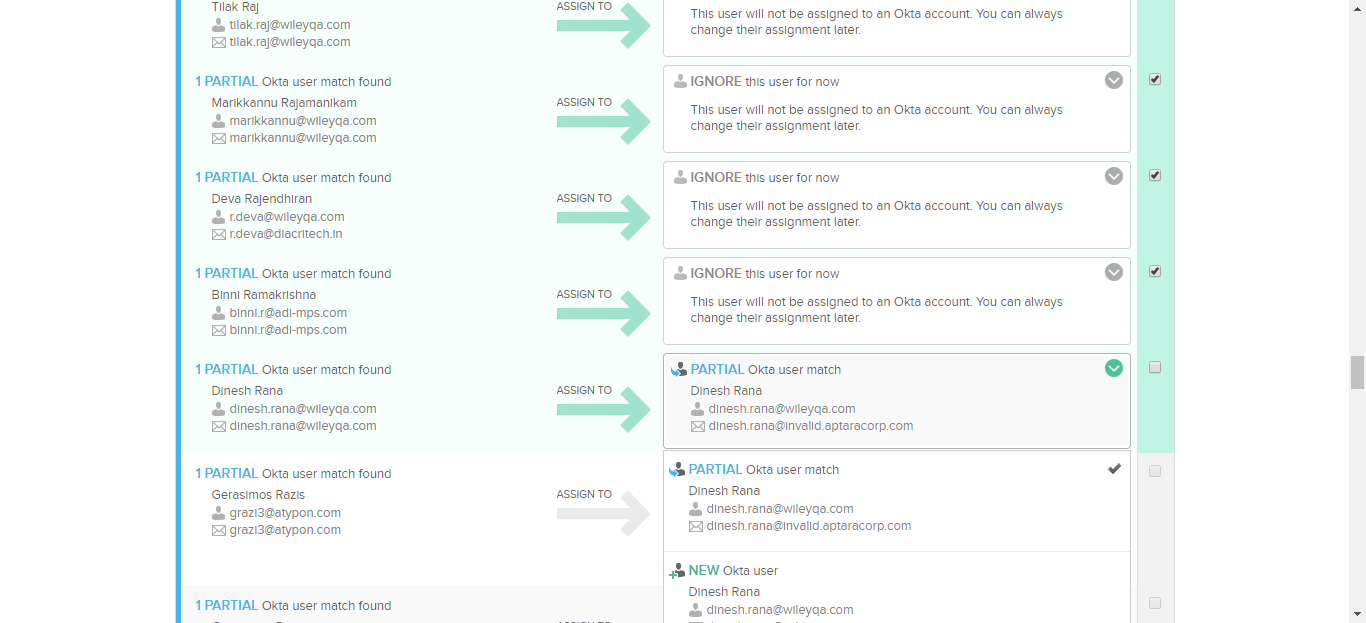 Tilak Raj
tilak.raj@wileyqa.com
tilak.raj@wileyqa.com
ASSIGN TO
This user will not be assigned to an Okta account. You can always
change their assignment later.
1 PARTIAL Okta user match found
Marikkannu Rajamanikam
marikkannu@wileyqa.com
marikkannu@wileyqa.com
ASSIGN TO
IGNORE this user for now
This user will not be assigned to an Okta account. You can always
change their assignment later.
1 PARTIAL Okta user match found
Deva Rajendhiran
r.deva@wileyqa.com
r.deva@diacritech.in
ASSIGN TO
IGNORE this user for now
This user will not be assigned to an Okta account. You can always
change their assignment later.
1 PARTIAL Okta user match found
Binni Ramakrishna
binni.r@adi-mps.com
binni.r@adi-mps.com
ASSIGN TO
IGNORE this user for now
This user will not be assigned to an Okta account. You can always
change their assignment later.
1 PARTIAL Okta user match found
Dinesh Rana
dinesh.rana@wileyqa.com
dinesh.rana@wileyqa.com
ASSIGN TO
PARTIAL Okta user match
Dinesh Rana
dinesh.rana@wileyqa.com
dinesh.rana@invalid.aptaracorp.com
1 PARTIAL Okta user match found
Gerasimos Razis
grazi3@atypon.com
grazi3@atypon.com
ASSIGN TO
PARTIAL Okta user match
Dinesh Rana
dinesh.rana@wileyqa.com
dinesh.rana@invalid.aptaracorp.com
NEW Okta user
Dinesh Rana
dinesh.rana@wileyqa.com
1 PARTIAL Okta user match found